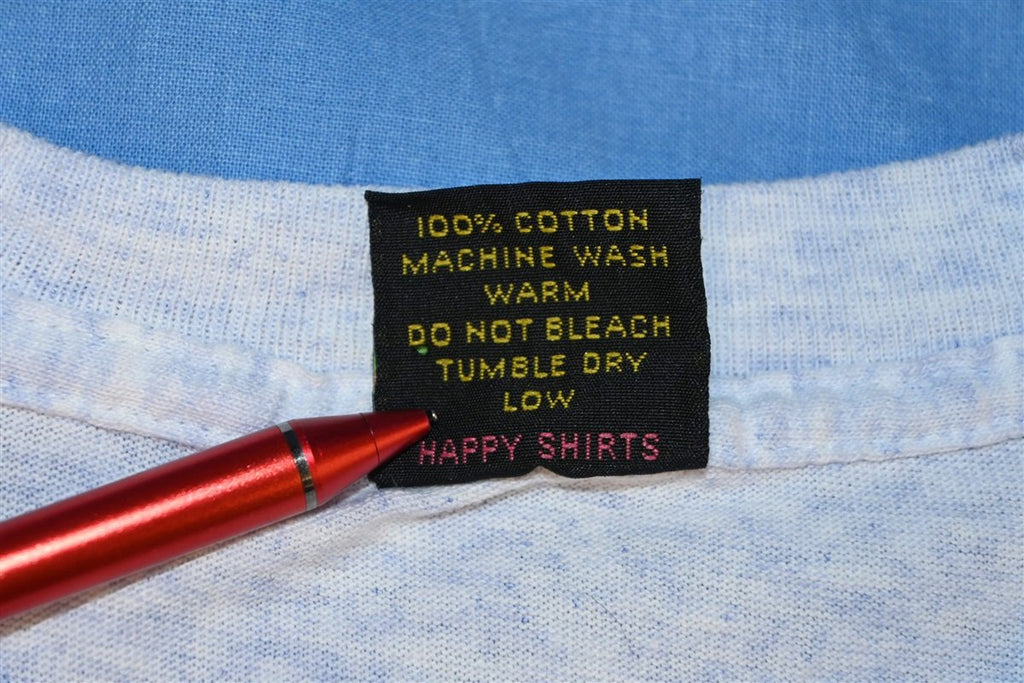 100% COTTON
MACHINE WASH
WARM
DO NOT BLEACH
TUMBLE DRY
LOW
HAPPY SHIRTS